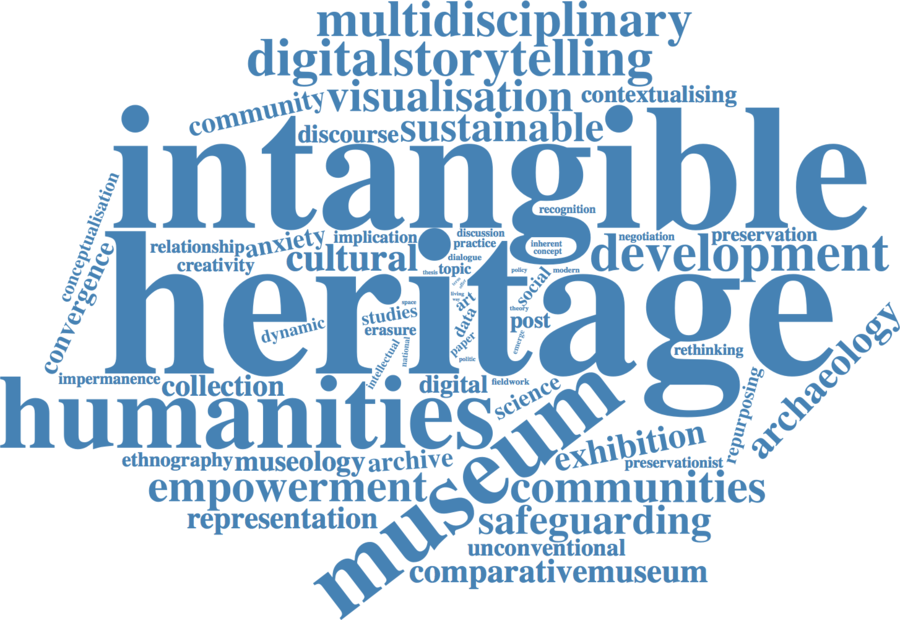 multidisciplinary
digitalstorytelling
community visualisation contextualising
discourse sustainable
intangible
recognition
conceptualisation
convergence
relationship anxiety implication discussion
practice
inherent
concept
negotiation preservation
creativity cultural
dialogue
thesis topic
policy
modern
social
development
heritage
living
space
art
theory
studies
data
post
dynamic
erasure
paper
emerge
intellectual
national
politic
rethinking
archaeology
impermanence collection digital fieldwork
science
repurposing
humanities
museum
exhibition
ethnography museology archive
preservationist
empowerment communities
representation safeguarding
unconventional
comparativemuseum